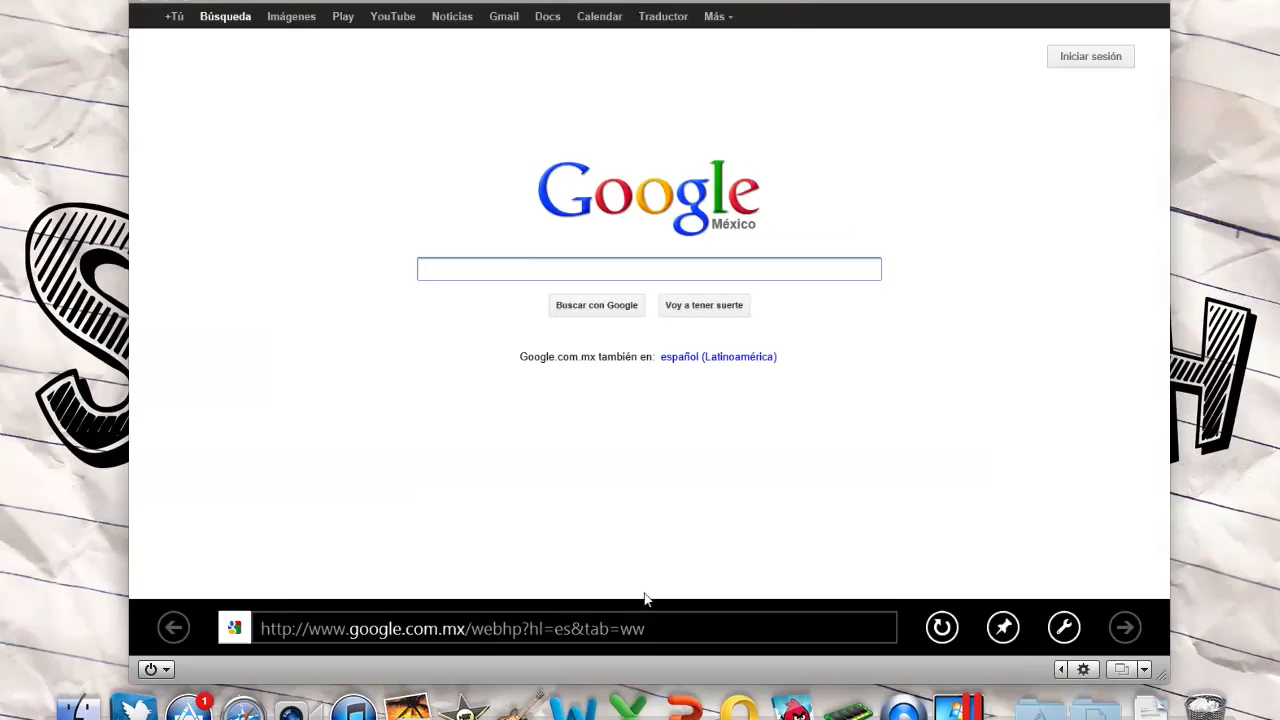 +Tú Búsqueda Imágenes Play YouTube Noticias Gmail Docs Calendar Traductor Más
Iniciar sesión
Google
México
Buscar con Google Voy a tener suerte
Google.com.mx también en: español (Latinoamérica)
S H
http://www.google.com.mx/webhp?hl=es&tab=ww
1